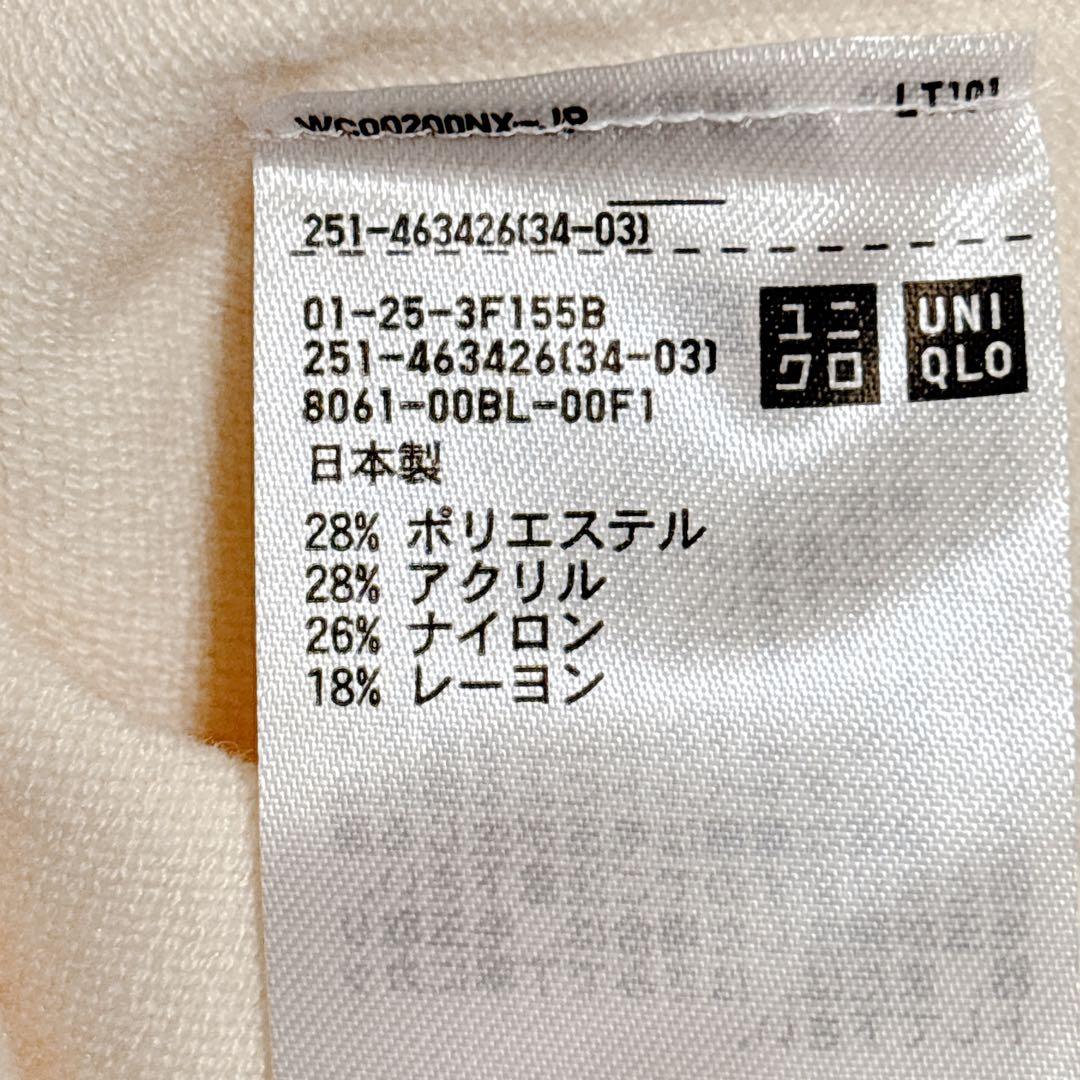 WC00200NX-JP
LT101
251-463426(34-03)
01-25-3F155B
251-463426(34-03)
8061-00BL-00F1
ユニ
クロ
UNI
QLO
日本製
28% ポリエステル
28% アクリル
26% ナイロン
18% レーヨン